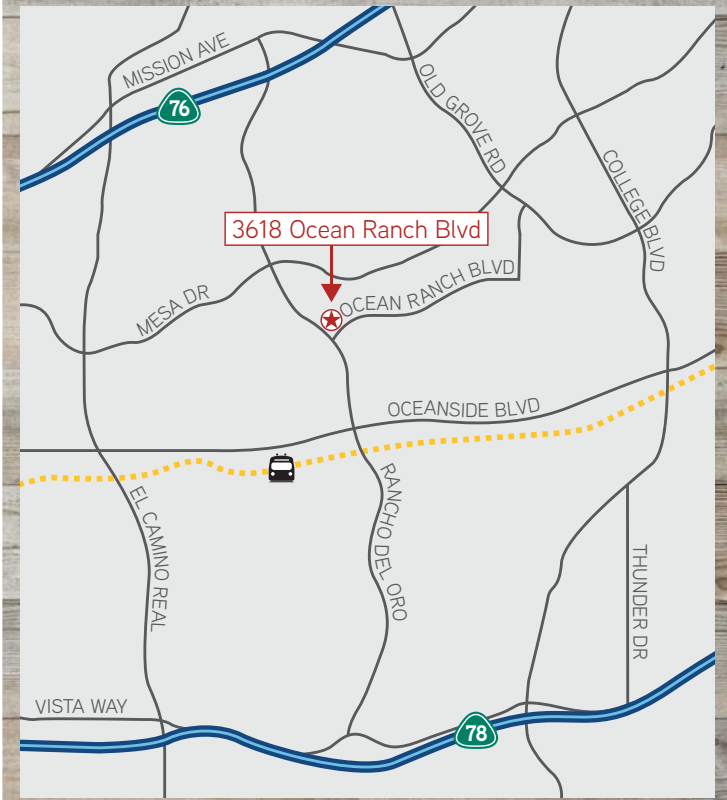 MISSION AVE
76
OLD GROVE RD
COLLEGE BLVD
3618 Ocean Ranch Blvd
OCEAN RANCH BLVD
MESA DR
OCEANSIDE BLVD
EL CAMINO REAL
RANCHO DEL ORO
THUNDER DR
VISTA WAY
78